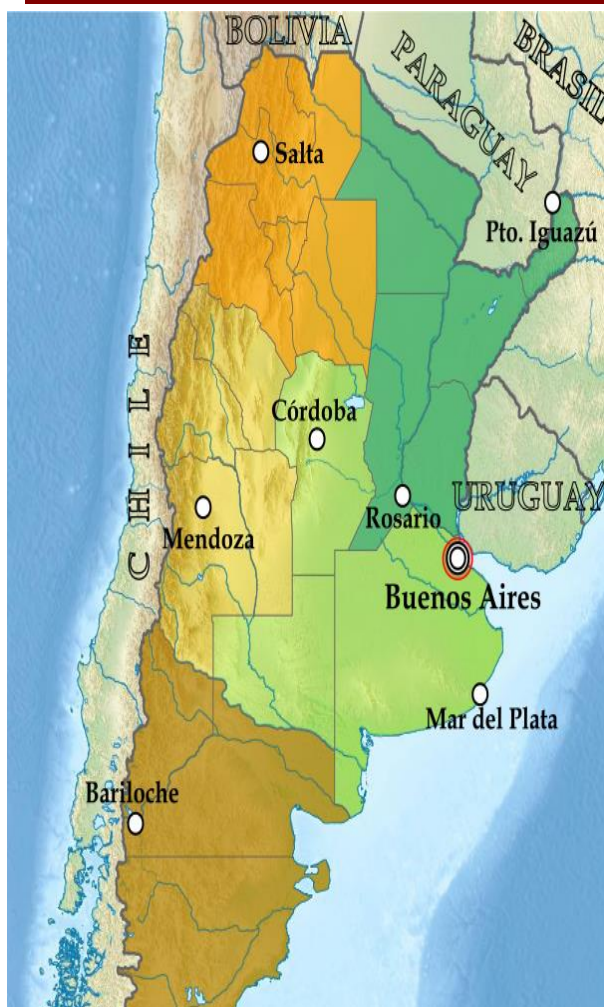 BOLIVIA
PARAGUAY
BRASIL
Salta
Pto. Iguazú
CHILE
Córdoba
Rosario
URUGUAY
Mendoza
Buenos Aires
Mar del Plata
Bariloche